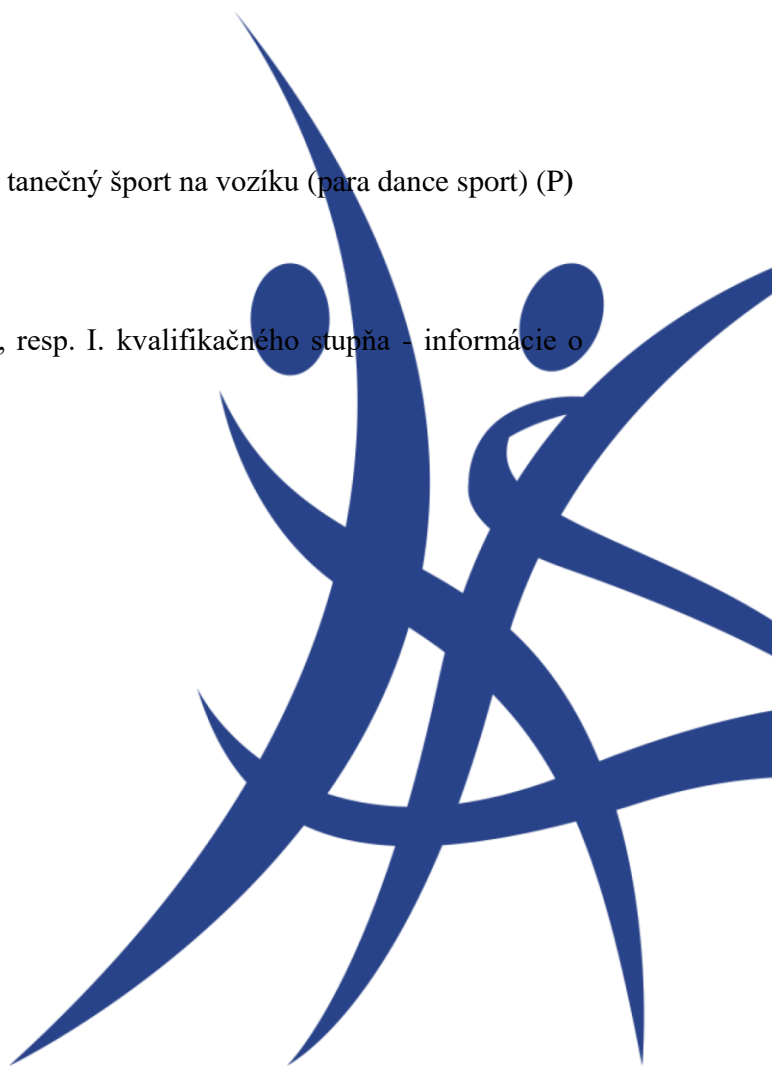 tanečný šport na vozíku (para dance sport) (P)
, resp. I. kvalifikačného stupňa - informácie o